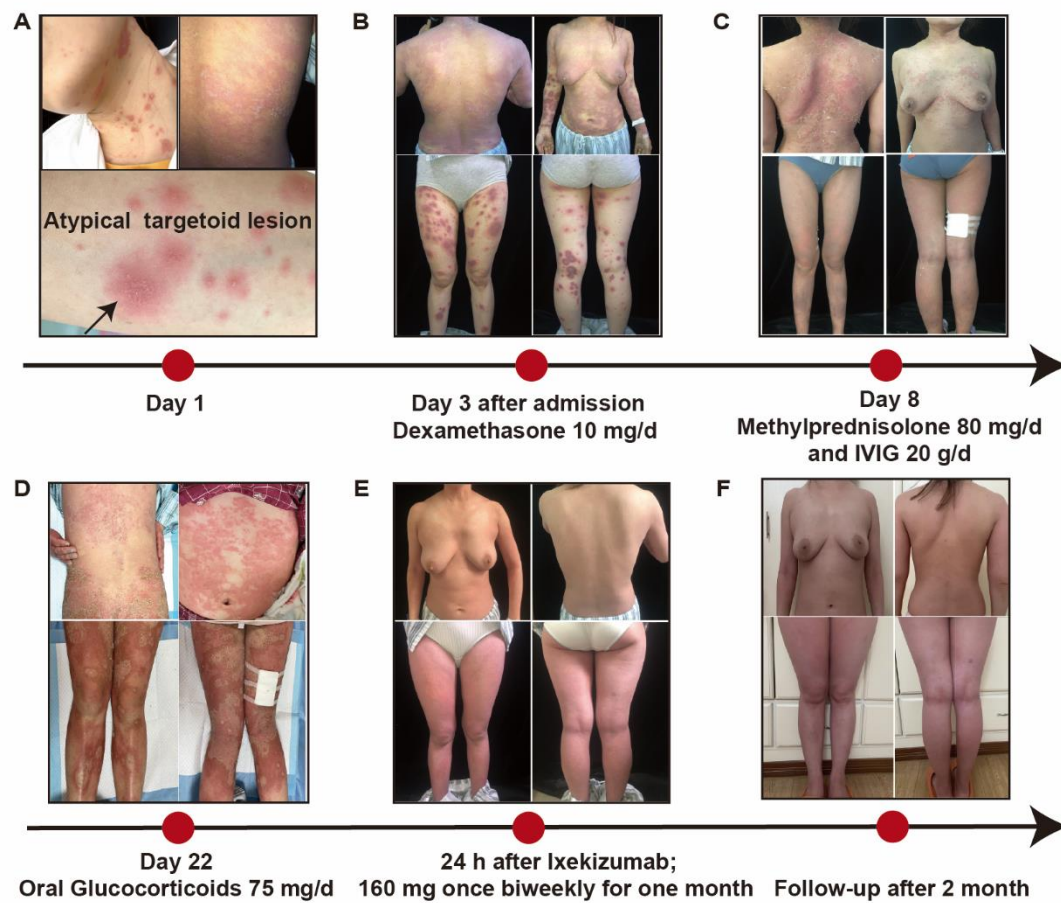 A
B
C
Atypical targetoid lesion
Day 1
Day 3 after admission
Dexamethasone 10 mg/d
Day 8
Methylprednisolone 80 mg/d
and IVIG 20 g/d
D
E
F
Day 22
Oral Glucocorticoids 75 mg/d
24 h after Ixekizumab;
160 mg once biweekly for one month
Follow-up after 2 month